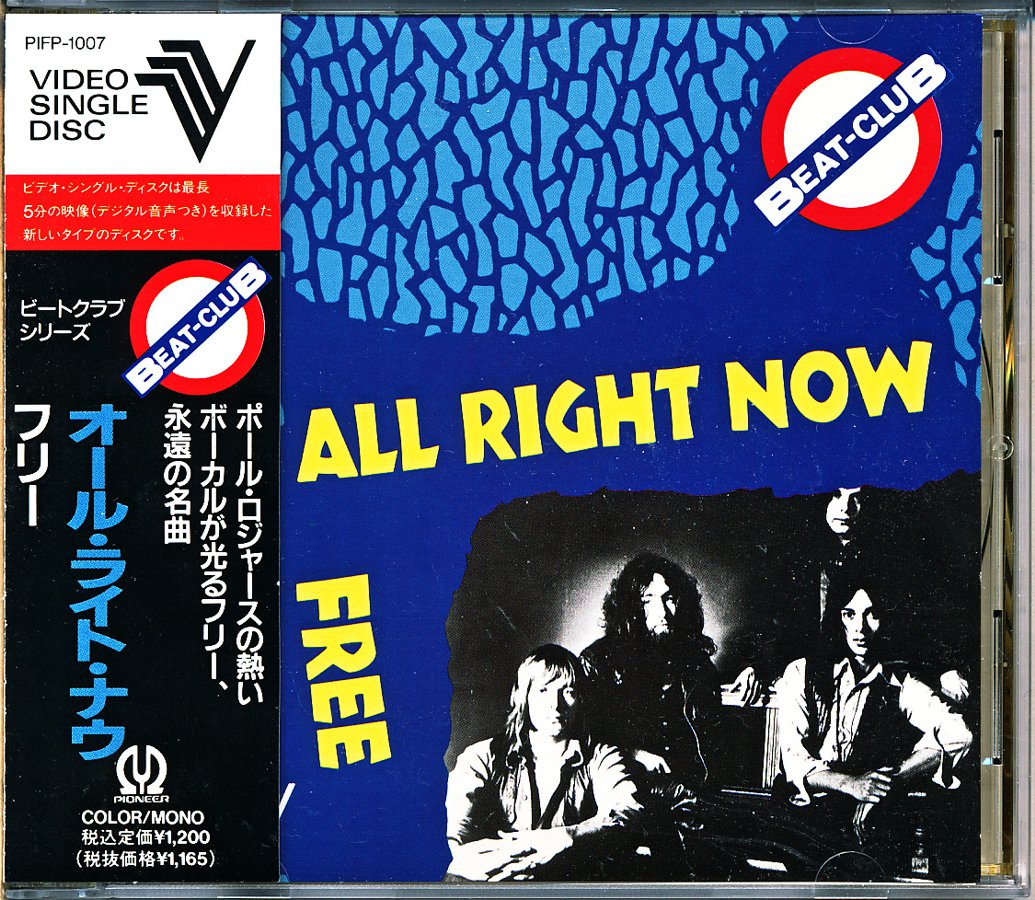 PIFP-1007
VIDEO
SINGLE
DISC
ビデオ・シングル・ディスクは最長
5分の映像(デジタル音声つき)を収録した
新しいタイプのディスクです。
ビートクラブ
シリーズ
BEAT-CLUB
ポール・ロジャースの熱い
ボーカルが光るフリー、
永遠の名曲
オール・ライト・ナウ
フリー
PIONEER
COLOR/MONO
税込定価¥1,200
(税抜価格¥1,165)
BEAT-CLUB
ALL RIGHT NOW
FREE